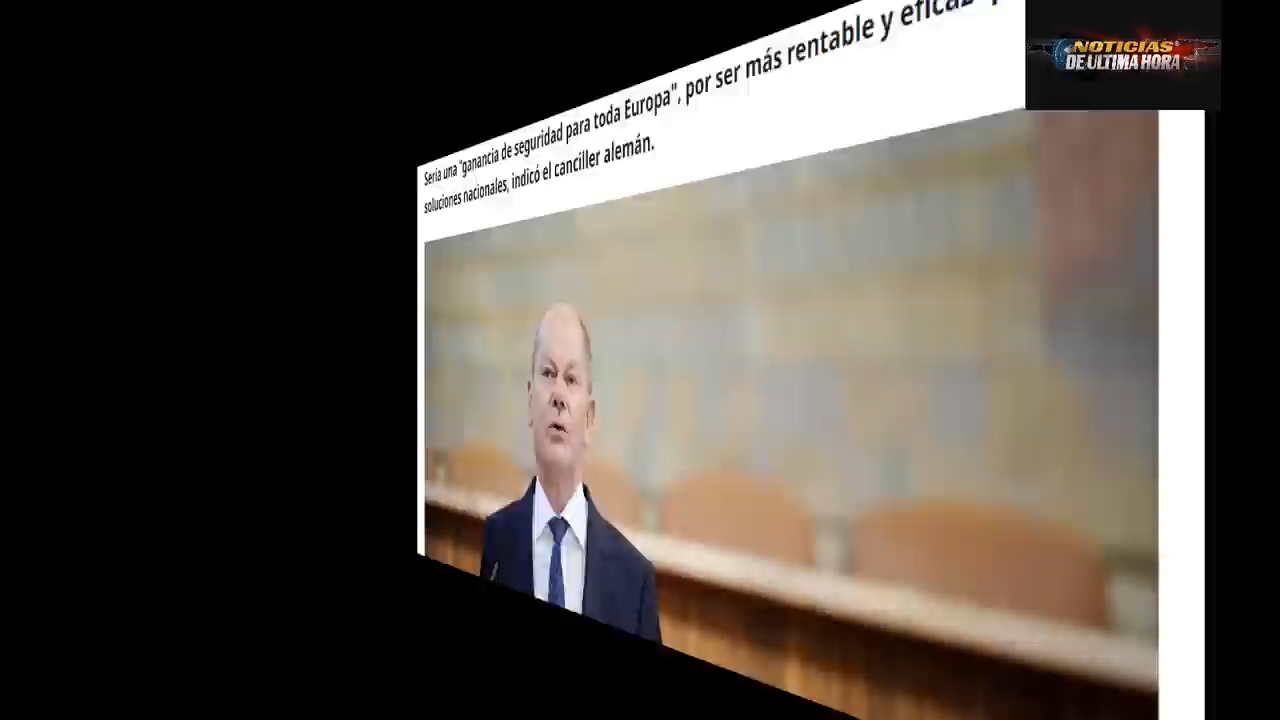 Sería una "ganancia de seguridad para toda Europa", por ser más rentable y eficaz
soluciones nacionales, indicó el canciller alemán.
NOTICIAS
DE ULTIMA HORA